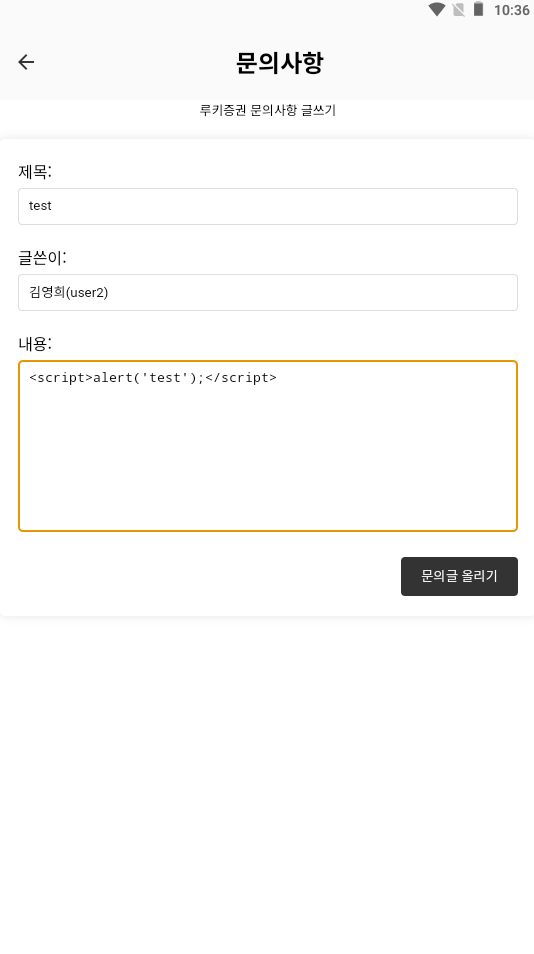 10:36
문의사항
루키증권 문의사항 글쓰기
제목:
test
글쓴이:
김영희(user2)
내용:
<script>alert('test');</script>
문의글 올리기